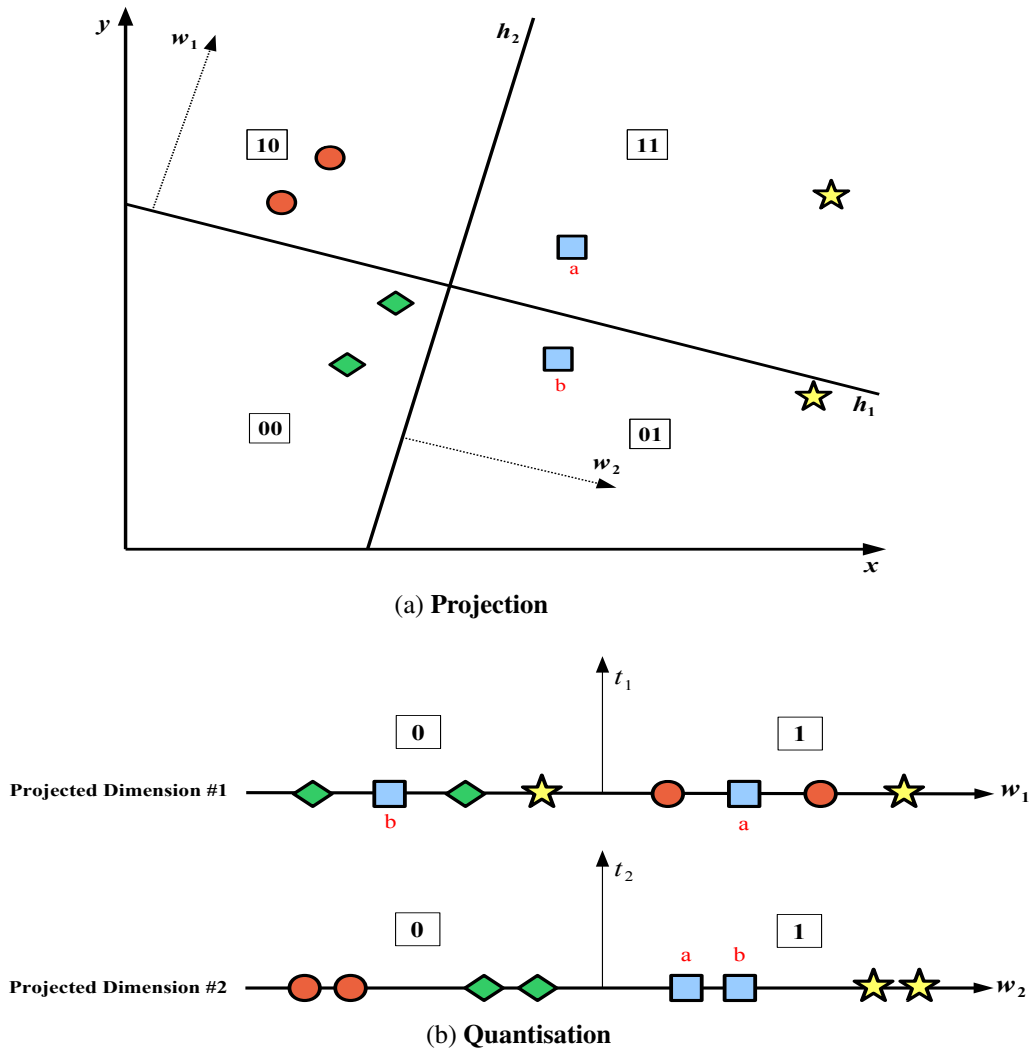 y
w1
h2
10
11
a
b
h1
00
01
w2
x
(a) Projection
t1
0
1
Projected Dimension #1
w1
b
a
t2
0
1
a
b
Projected Dimension #2
w2
(b) Quantisation